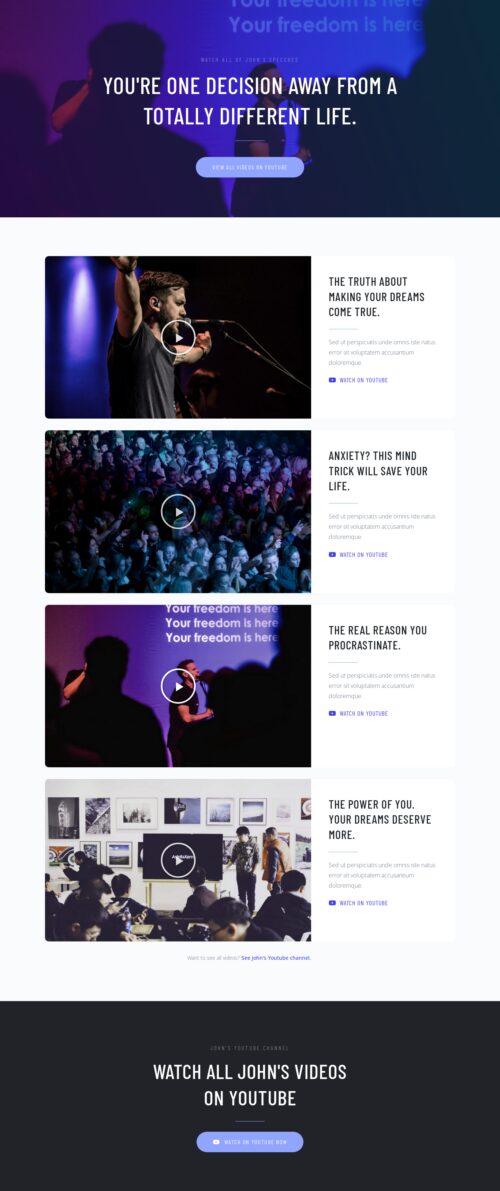 Your freedom is here
Your freedom is here
WATCH ALL OF JOHN'S SPEECHES
YOU'RE ONE DECISION AWAY FROM A
TOTALLY DIFFERENT LIFE.
VIEW ALL VIDEOS ON YOUTUBE
THE TRUTH ABOUT
MAKING YOUR DREAMS
COME TRUE.
Sed ut perspiciatis unde omnis iste natus
error sit voluptatem accusantium
doloremque.
WATCH ON YOUTUBE
ANXIETY? THIS MIND
TRICK WILL SAVE YOUR
LIFE.
Sed ut perspiciatis unde omnis iste natus
error sit voluptatem accusantium
doloremque.
WATCH ON YOUTUBE
Your freedom is here
Your freedom is here
Your freedom is here
THE REAL REASON YOU
PROCRASTINATE.
Sed ut perspiciatis unde omnis iste natus
error sit voluptatem accusantium
doloremque.
WATCH ON YOUTUBE
THE POWER OF YOU.
YOUR DREAMS DESERVE
MORE.
Sed ut perspiciatis unde omnis iste natus
error sit voluptatem accusantium
doloremque.
WATCH ON YOUTUBE
Want to see all videos? See John's Youtube channel.
JOHN'S YOUTUBE CHANNEL
WATCH ALL JOHN'S VIDEOS
ON YOUTUBE
WATCH ON YOUTUBE NOW